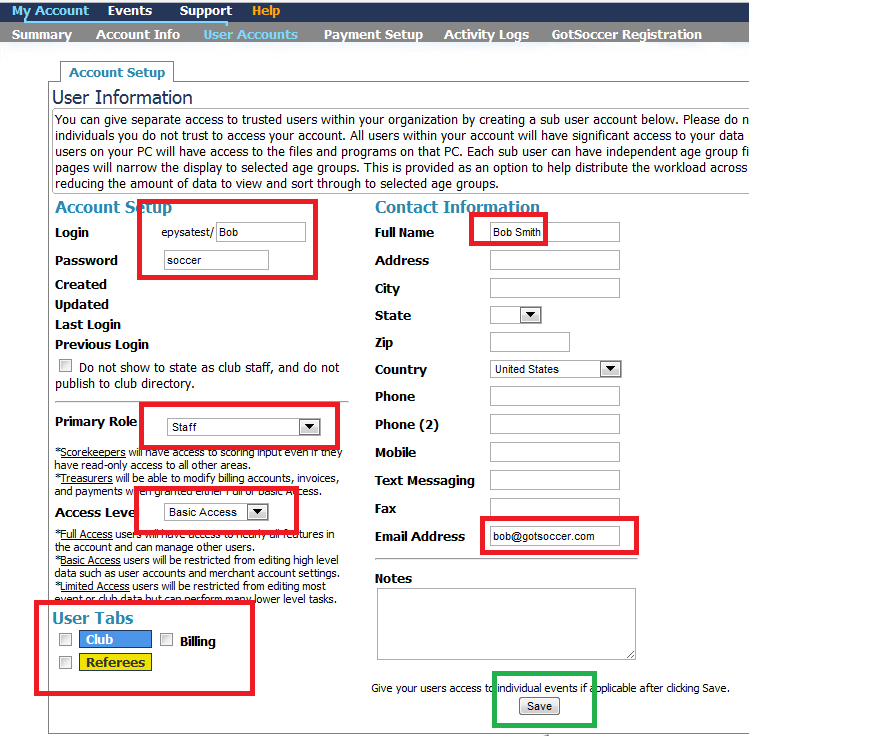 My Account Events Support Help
Summary Account Info User Accounts Payment Setup Activity Logs GotSoccer Registration
Account Setup
User Information
You can give separate access to trusted users within your organization by creating a sub user account below. Please do n
individuals you do not trust to access your account. All users within your account will have significant access to your data
users on your PC will have access to the files and programs on that PC. Each sub user can have independent age group fi
pages will narrow the display to selected age groups. This is provided as an option to help distribute the workload across
reducing the amount of data to view and sort through to selected age groups.
Account Setup
Login epysatest/ Bob
Password soccer
Created
Updated
Last Login
Previous Login
Do not show to state as club staff, and do not
publish to club directory.
Primary Role Staff
*Scorekeepers will have access to scoring input even if they
have read-only access to all other areas.
*Treasurers will be able to modify billing accounts, invoices,
and payments when granted either Full or Basic Access.
Access Level Basic Access
*Full Access users will have access to nearly all features in
the account and can manage other users.
*Basic Access users will be restricted from editing high level
data such as user accounts and merchant account settings.
*Limited Access users will be restricted from editing most
event or club data but can perform many lower level tasks.
User Tabs
Club Billing
Referees
Contact Information
Full Name Bob Smith
Address
City
State
Zip
Country United States
Phone
Phone (2)
Mobile
Text Messaging
Fax
Email Address bob@gotsoccer.com
Notes
Give your users access to individual events if applicable after clicking Save.
Save